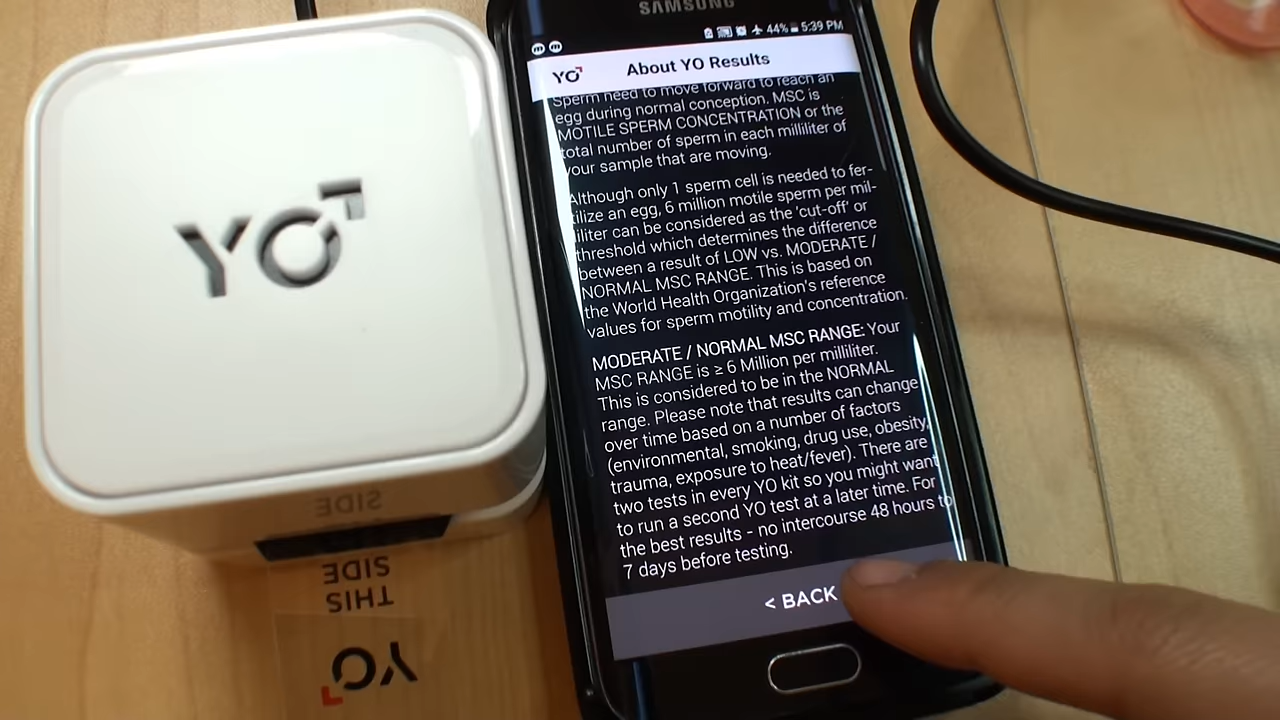 YO
SAMSUNG
44% 5:39 PM
YO About YO Results
Sperm need to move forward to reach an
egg during normal conception. MSC is
MOTILE SPERM CONCENTRATION or the
total number of sperm in each milliliter of
your sample that are moving.
Although only 1 sperm cell is needed to fer-
tilize an egg, 6 million motile sperm per mil-
liliter can be considered as the 'cut-off' or
threshold which determines the difference
between a result of LOW vs. MODERATE /
NORMAL MSC RANGE. This is based on
the World Health Organization's reference
values for sperm motility and concentration.
MODERATE / NORMAL MSC RANGE: Your
MSC RANGE is ≥ 6 Million per milliliter.
This is considered to be in the NORMAL
range. Please note that results can change
over time based on a number of factors
(environmental, smoking, drug use, obesity,
trauma, exposure to heat/fever). There are
two tests in every YO kit so you might want
to run a second YO test at a later time. For
the best results - no intercourse 48 hours to
7 days before testing.
< BACK
SIDE
THIS
SIDE
YO